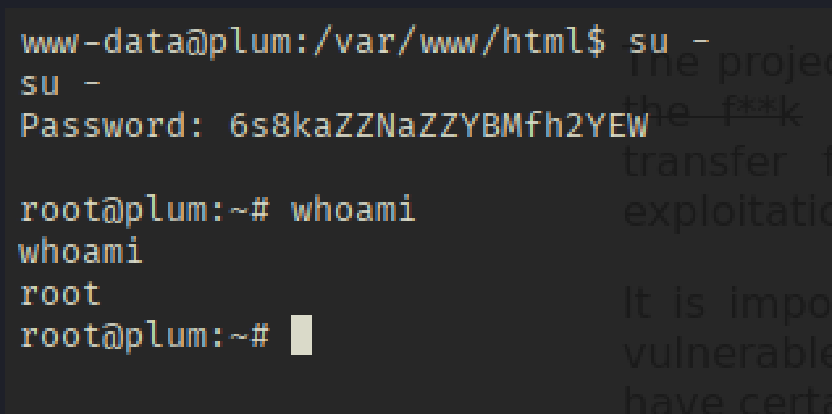 www-data@plum:/var/www/html$ su -
su -
Password: 6s8kaZZNaZZYBMfh2YEW
root@plum:~# whoami
whoami
root
root@plum:~#
The projec
the f**k
transfer f
exploitatic
It is impo
vulnerable
have certa